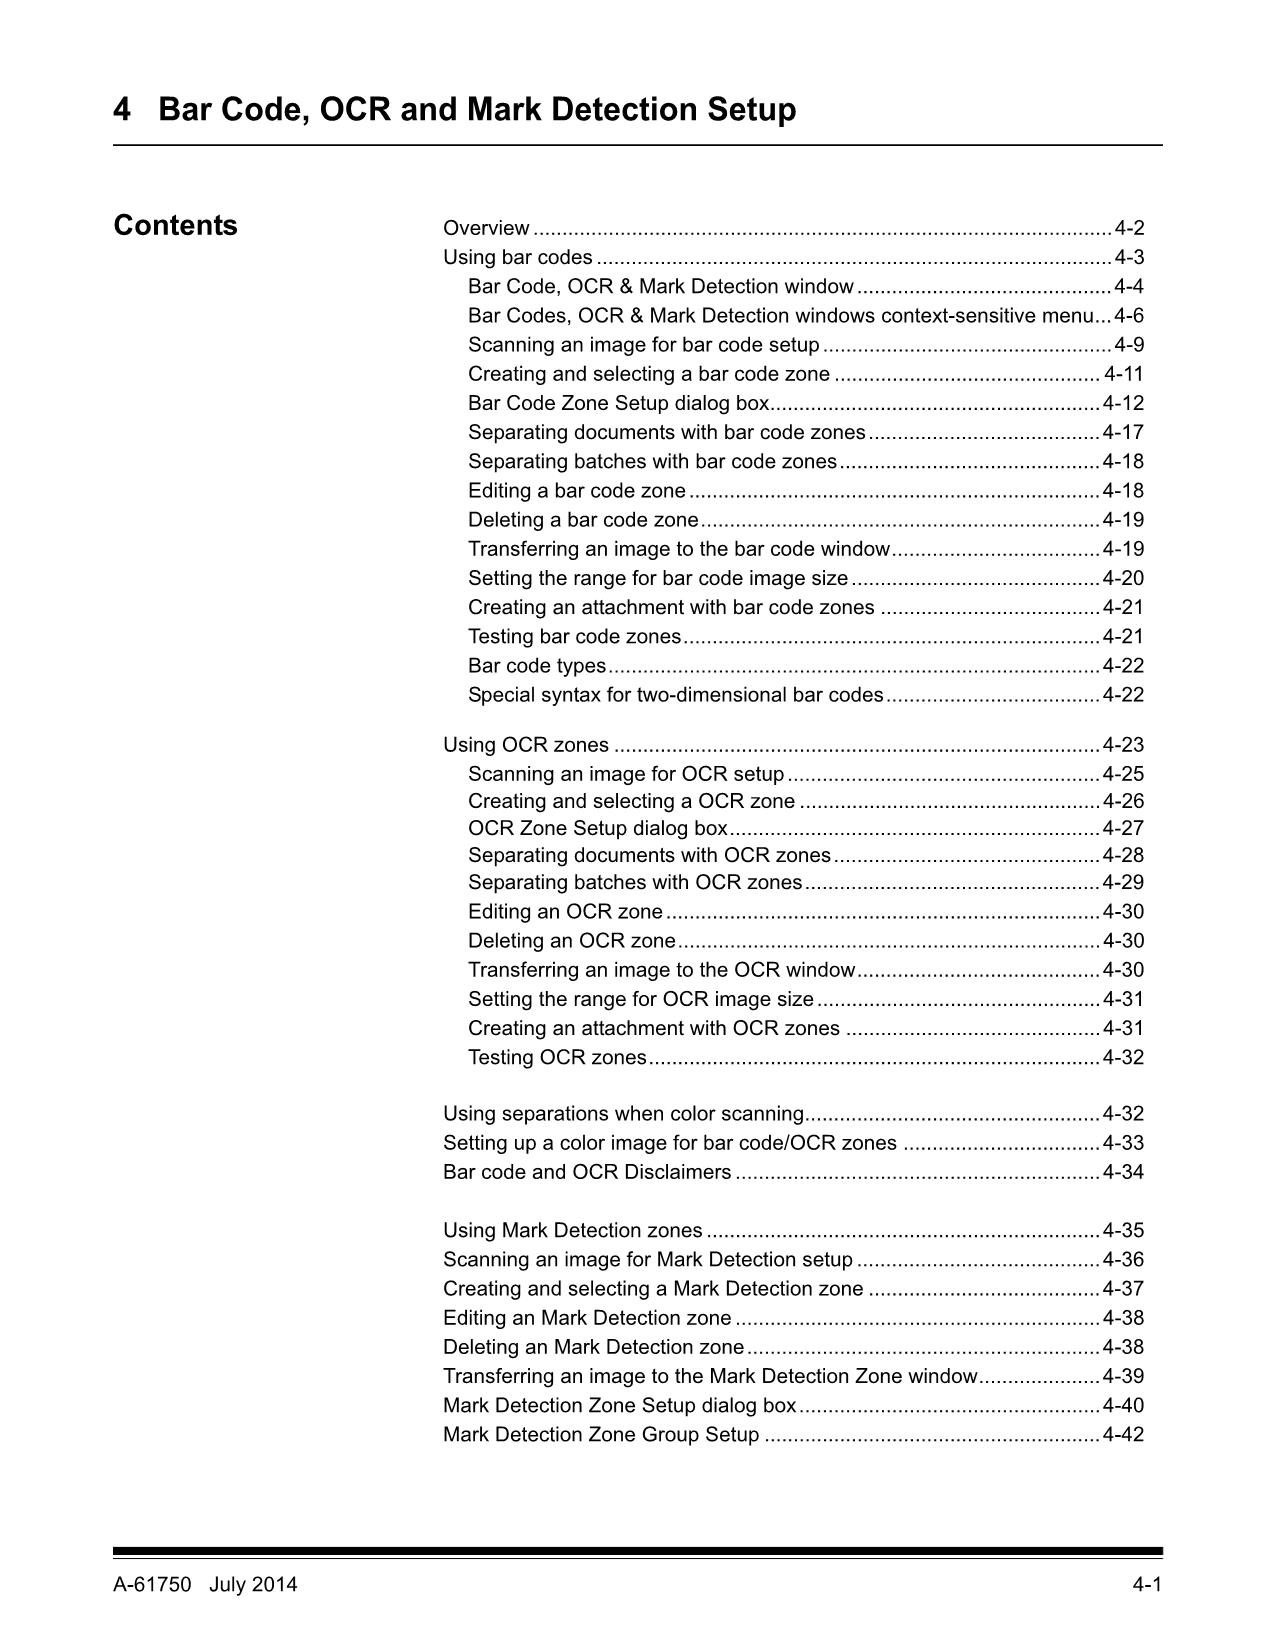 4 Bar Code, OCR and Mark Detection Setup
Contents
Overview ........ 4-2
Using bar codes ........ 4-3
Bar Code, OCR & Mark Detection window ........ 4-4
Bar Codes, OCR & Mark Detection windows context-sensitive menu... 4-6
Scanning an image for bar code setup ........ 4-9
Creating and selecting a bar code zone ........ 4-11
Bar Code Zone Setup dialog box ........ 4-12
Separating documents with bar code zones ........ 4-17
Separating batches with bar code zones ........ 4-18
Editing a bar code zone ........ 4-18
Deleting a bar code zone ........ 4-19
Transferring an image to the bar code window ........ 4-19
Setting the range for bar code image size ........ 4-20
Creating an attachment with bar code zones ........ 4-21
Testing bar code zones ........ 4-21
Bar code types ........ 4-22
Special syntax for two-dimensional bar codes ........ 4-22
Using OCR zones ........ 4-23
Scanning an image for OCR setup ........ 4-25
Creating and selecting a OCR zone ........ 4-26
OCR Zone Setup dialog box ........ 4-27
Separating documents with OCR zones ........ 4-28
Separating batches with OCR zones ........ 4-29
Editing an OCR zone ........ 4-30
Deleting an OCR zone ........ 4-30
Transferring an image to the OCR window ........ 4-30
Setting the range for OCR image size ........ 4-31
Creating an attachment with OCR zones ........ 4-31
Testing OCR zones ........ 4-32
Using separations when color scanning ........ 4-32
Setting up a color image for bar code/OCR zones ........ 4-33
Bar code and OCR Disclaimers ........ 4-34
Using Mark Detection zones ........ 4-35
Scanning an image for Mark Detection setup ........ 4-36
Creating and selecting a Mark Detection zone ........ 4-37
Editing an Mark Detection zone ........ 4-38
Deleting an Mark Detection zone ........ 4-38
Transferring an image to the Mark Detection Zone window ........ 4-39
Mark Detection Zone Setup dialog box ........ 4-40
Mark Detection Zone Group Setup ........ 4-42
A-61750 July 2014 4-1